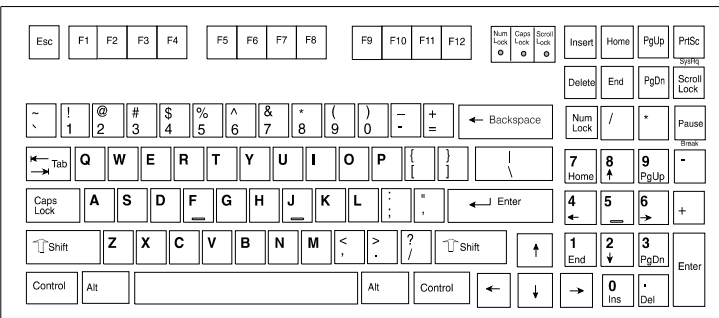 Esc F1 F2 F3 F4 F5 F6 F7 F8 F9 F10 F11 F12 Num Lock Caps Lock Scroll Lock Insert Home PgUp PrtSc
SysRq
Delete End PgDn Scroll Lock
~ ! @ # $ % ^ & * ( ) _ +
` 1 2 3 4 5 6 7 8 9 0 - = ← Backspace Num Lock / * Pause
Break
Tab Q W E R T Y U I O P { } |
[ ] \
7 Home 8 ↑ 9 PgUp -
Caps Lock A S D F G H J K L : "
; ' Enter
4 ← 5 6 → +
Shift Z X C V B N M < > ?
, . / Shift ↑
1 End 2 ↓ 3 PgDn Enter
Control Alt Alt Control ← ↓ → 0 Ins . Del